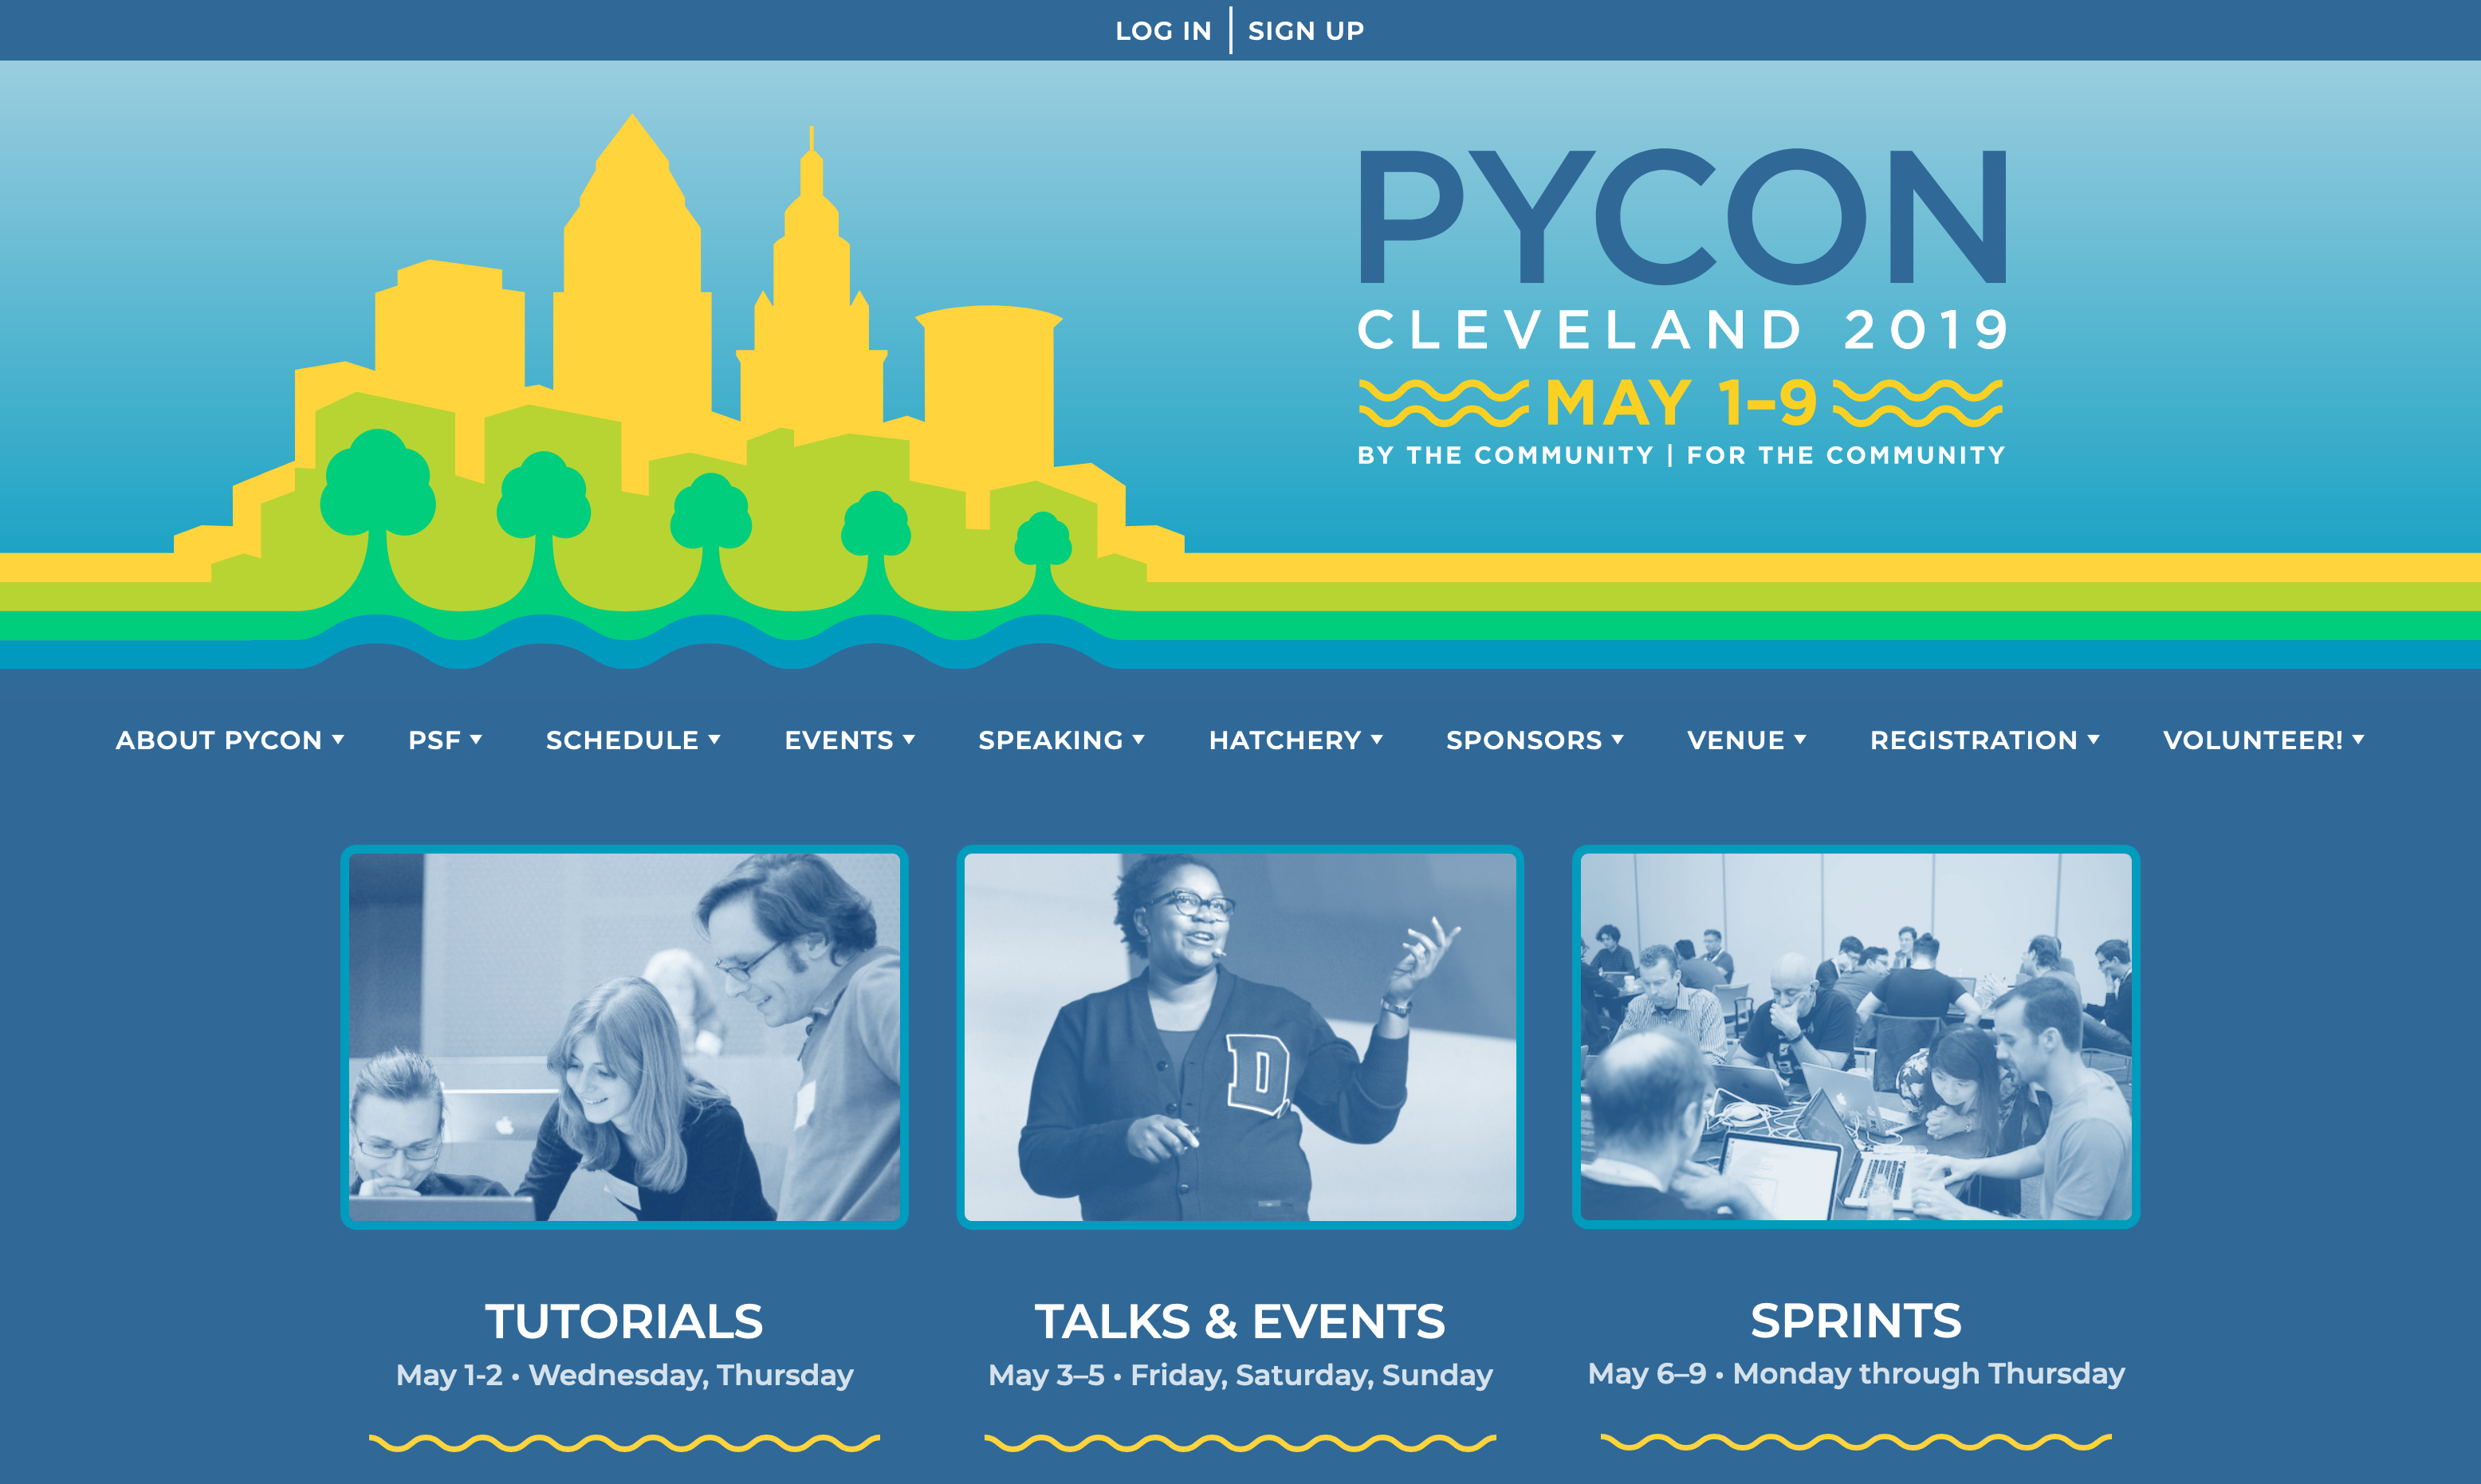 LOG IN | SIGN UP
PYCON
CLEVELAND 2019
MAY 1–9
BY THE COMMUNITY | FOR THE COMMUNITY
ABOUT PYCON PSF SCHEDULE EVENTS SPEAKING HATCHERY SPONSORS VENUE REGISTRATION VOLUNTEER!
D
TUTORIALS TALKS & EVENTS SPRINTS
May 1-2 • Wednesday, Thursday May 3–5 • Friday, Saturday, Sunday May 6–9 • Monday through Thursday